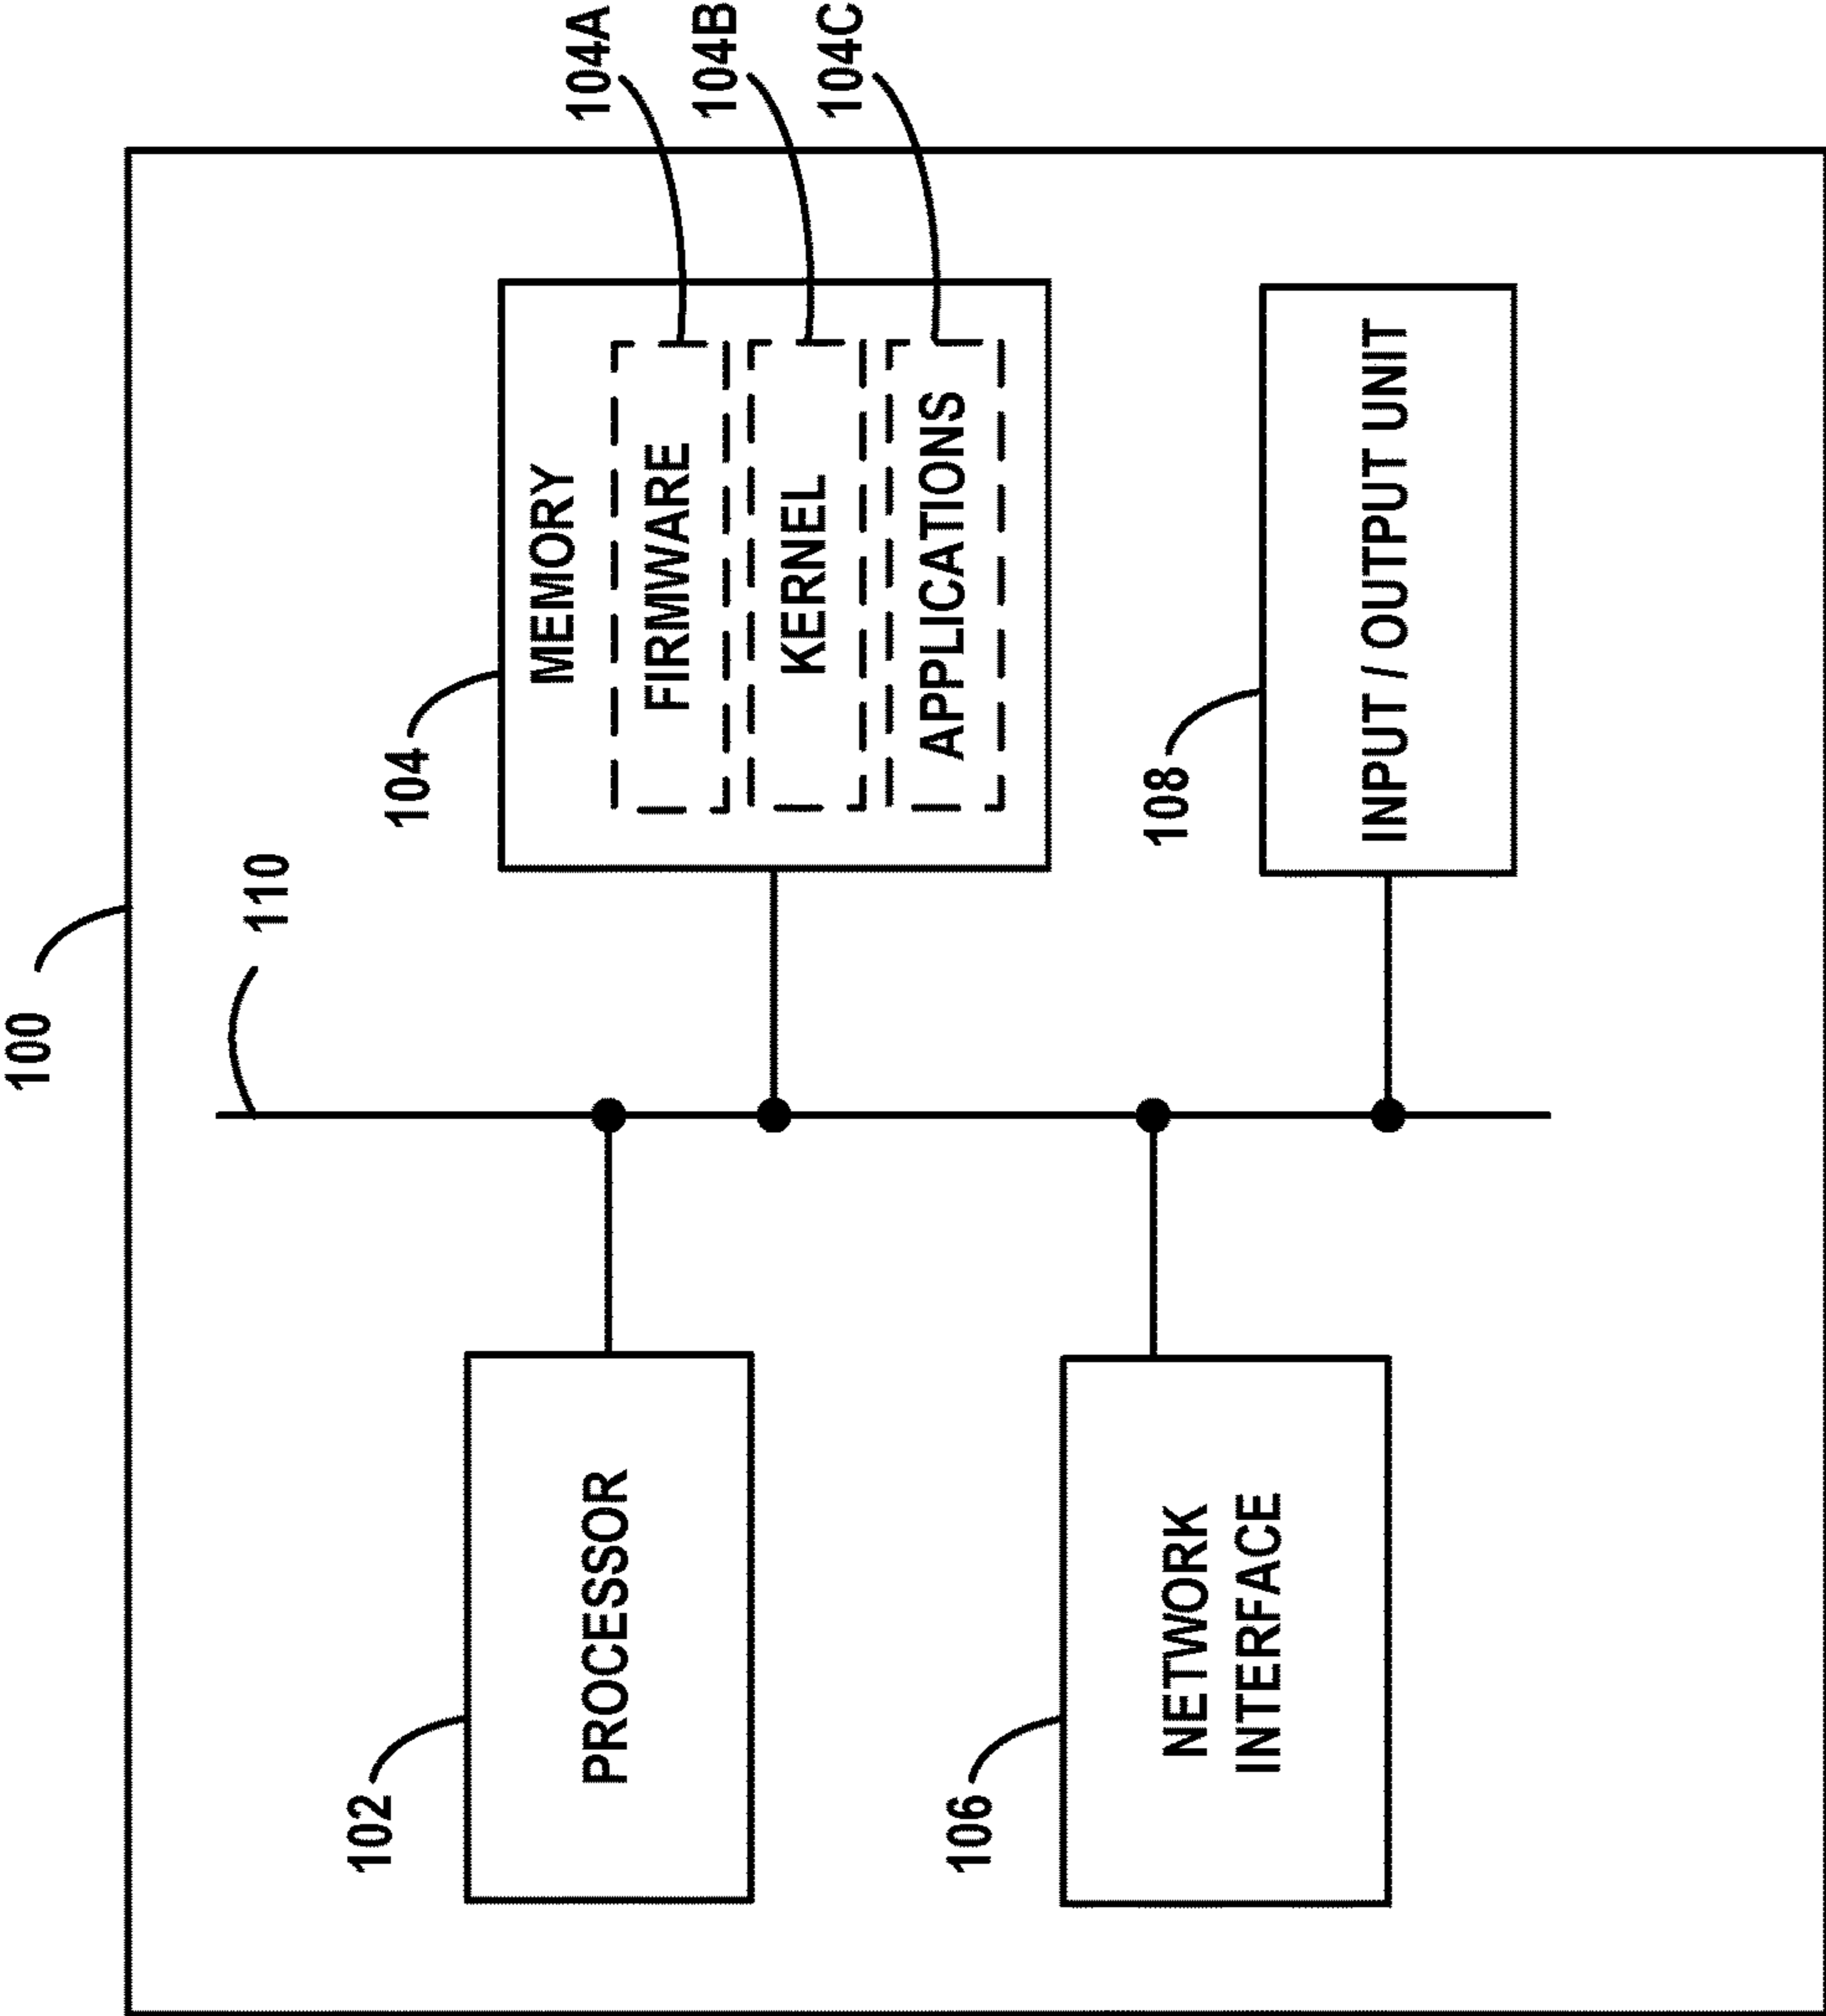 100
110
102
PROCESSOR
104
MEMORY
FIRMWARE
104A
KERNEL
104B
APPLICATIONS
104C
106
NETWORK
INTERFACE
108
INPUT / OUTPUT UNIT